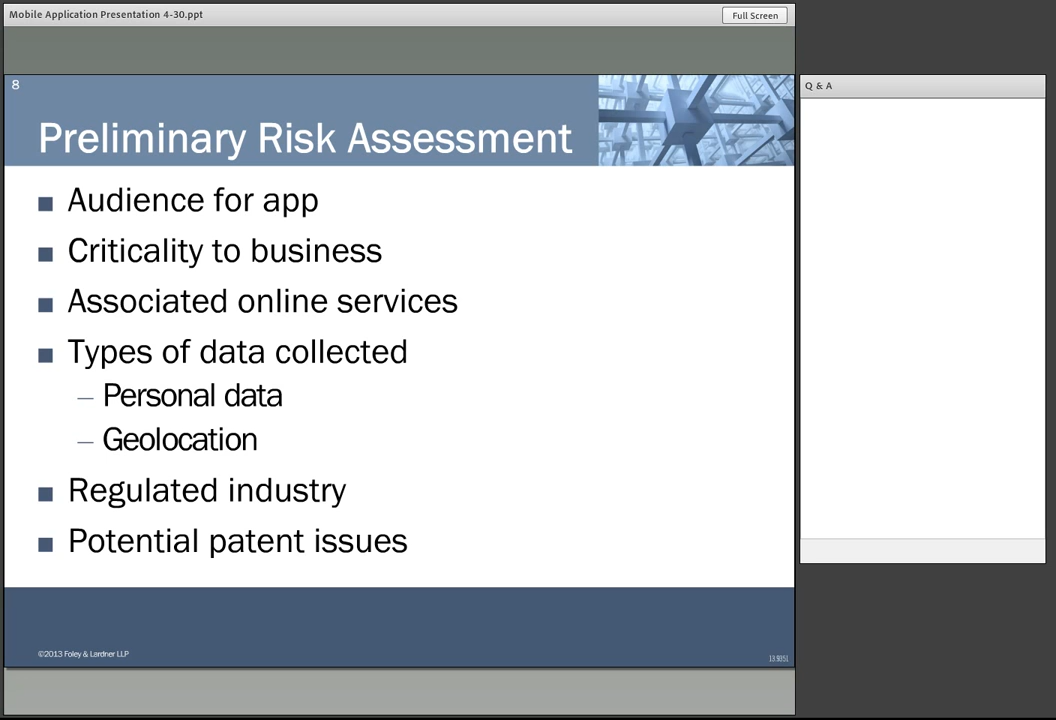 Mobile Application Presentation 4-30.ppt
Full Screen
Q & A
8
Preliminary Risk Assessment
■ Audience for app
■ Criticality to business
■ Associated online services
■ Types of data collected
– Personal data
– Geolocation
■ Regulated industry
■ Potential patent issues
©2013 Foley & Lardner LLP